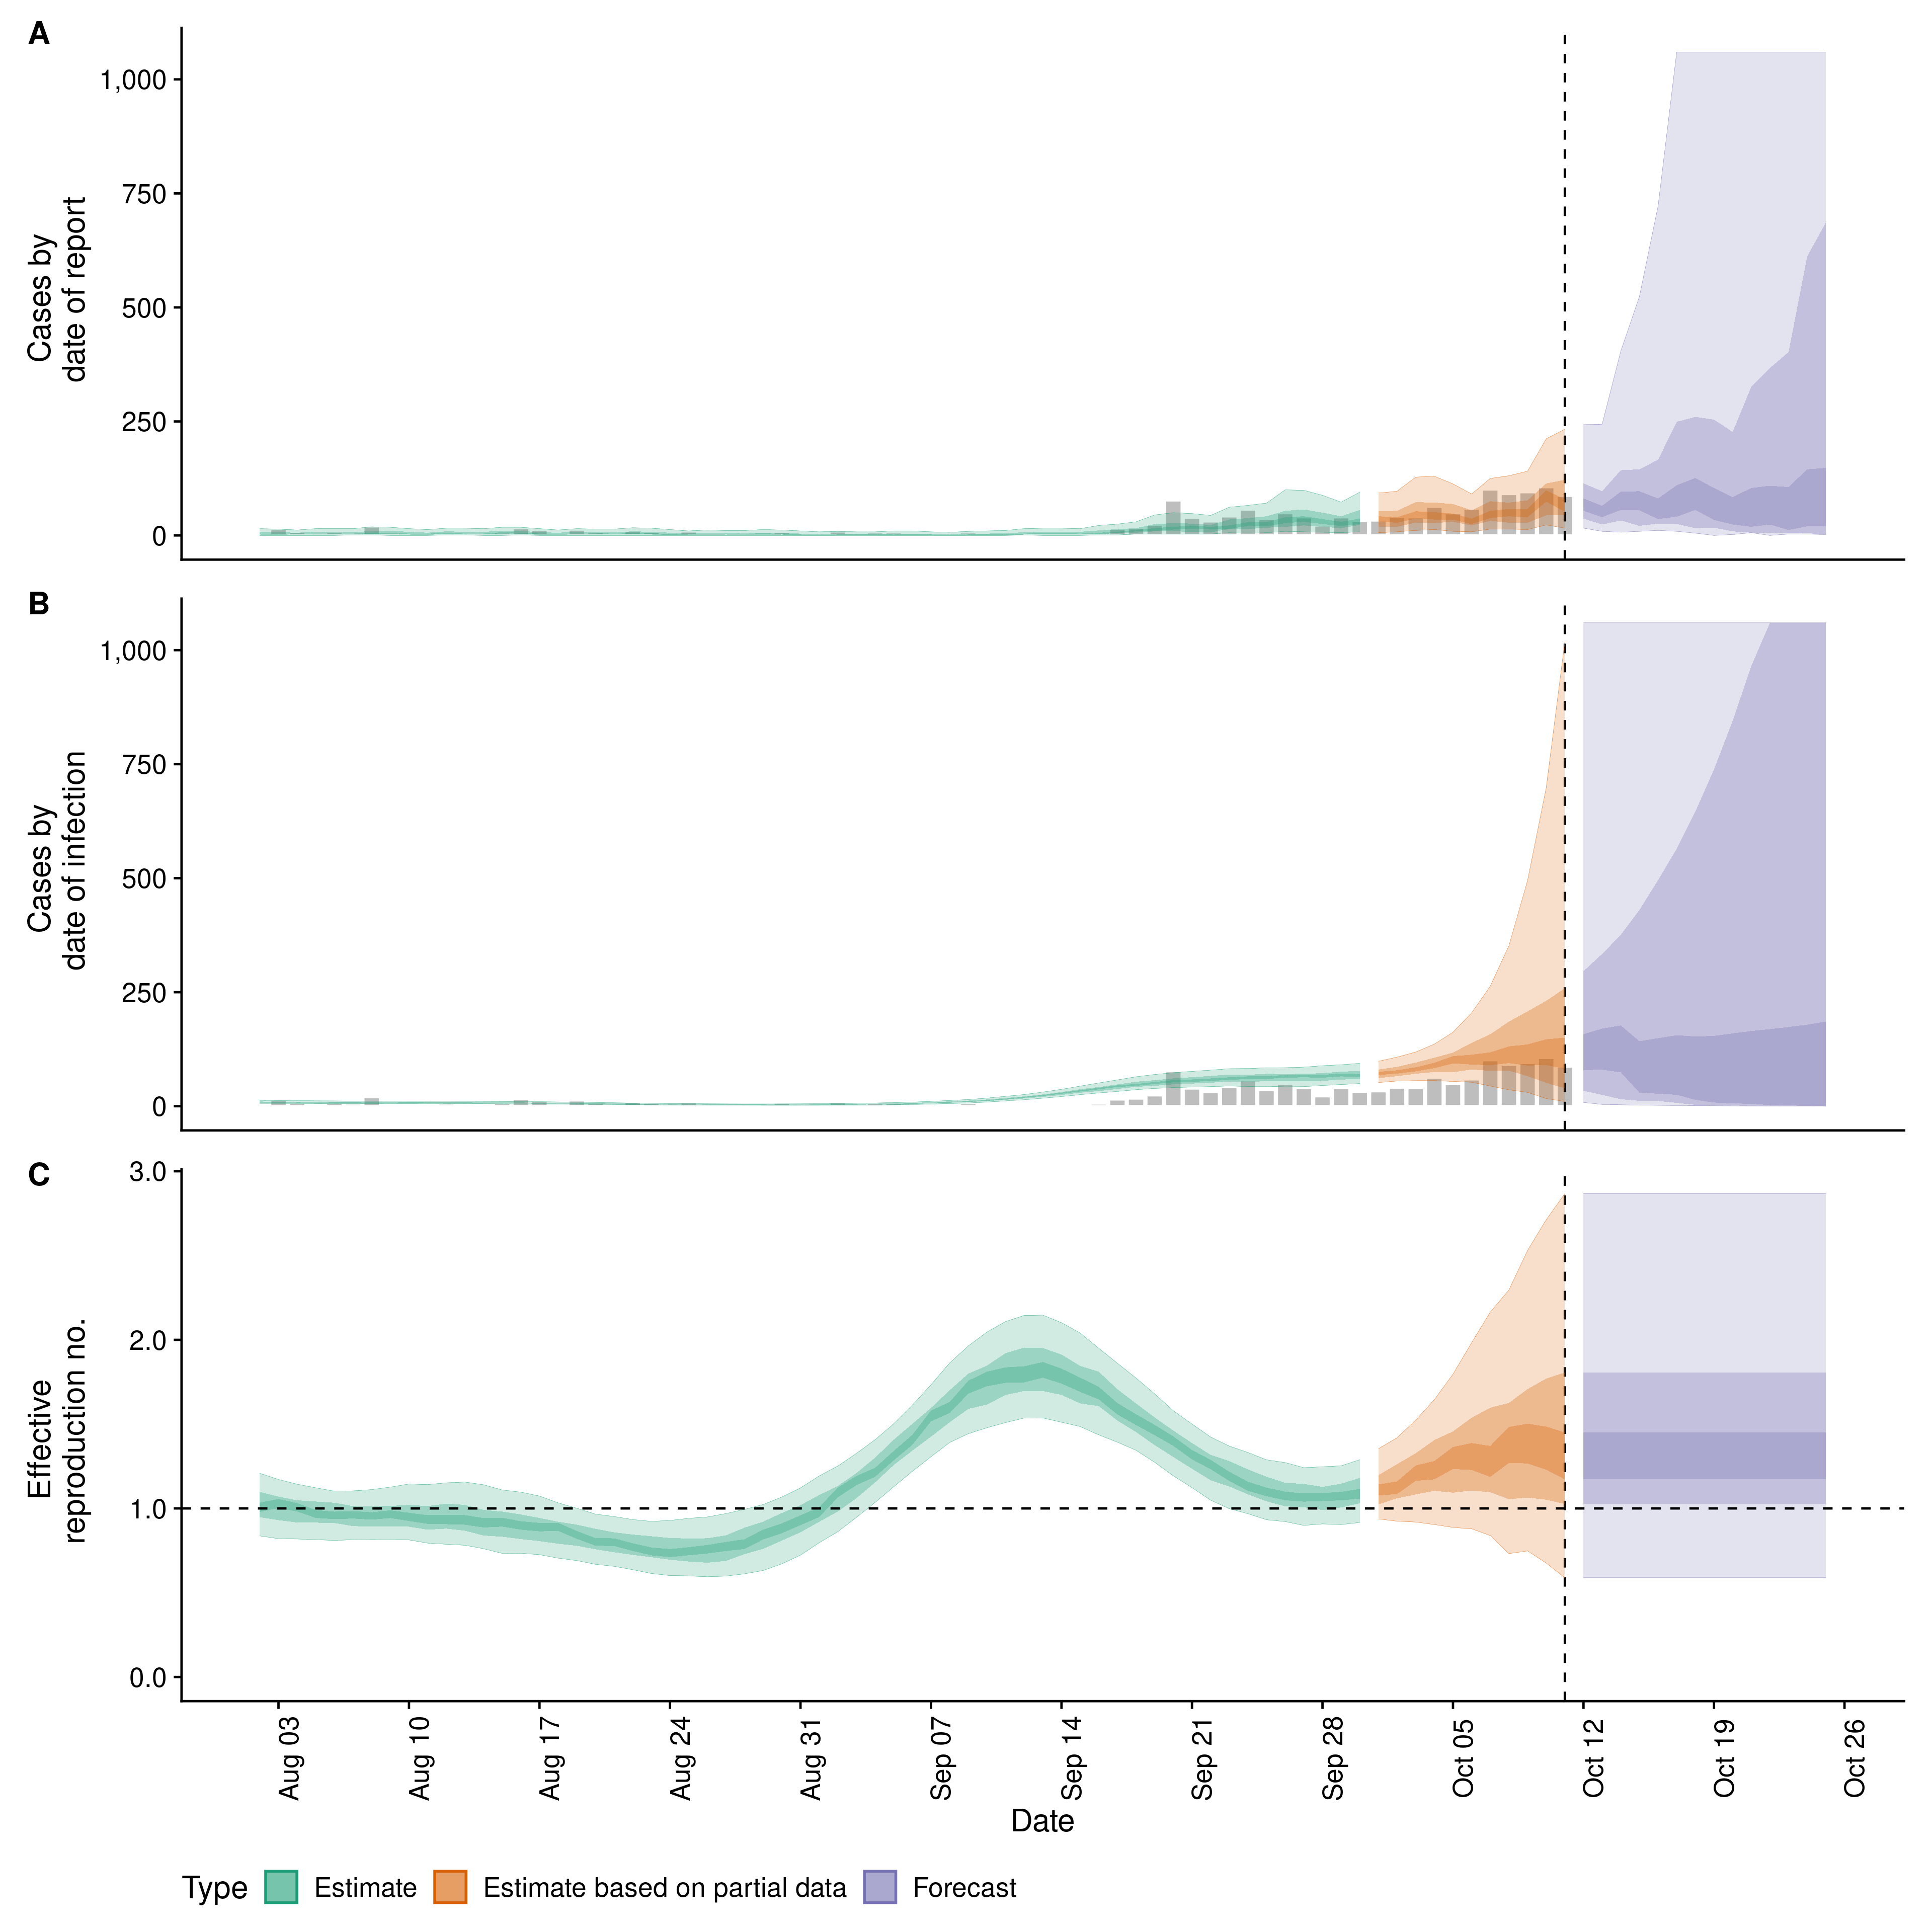 A
Cases by
date of report
1,000
750
500
250
0
B
Cases by
date of infection
1,000
750
500
250
0
C
Effective
reproduction no.
3.0
2.0
1.0
0.0
Aug 03
Aug 10
Aug 17
Aug 24
Aug 31
Sep 07
Sep 14
Sep 21
Sep 28
Oct 05
Oct 12
Oct 19
Oct 26
Date
Type Estimate Estimate based on partial data Forecast